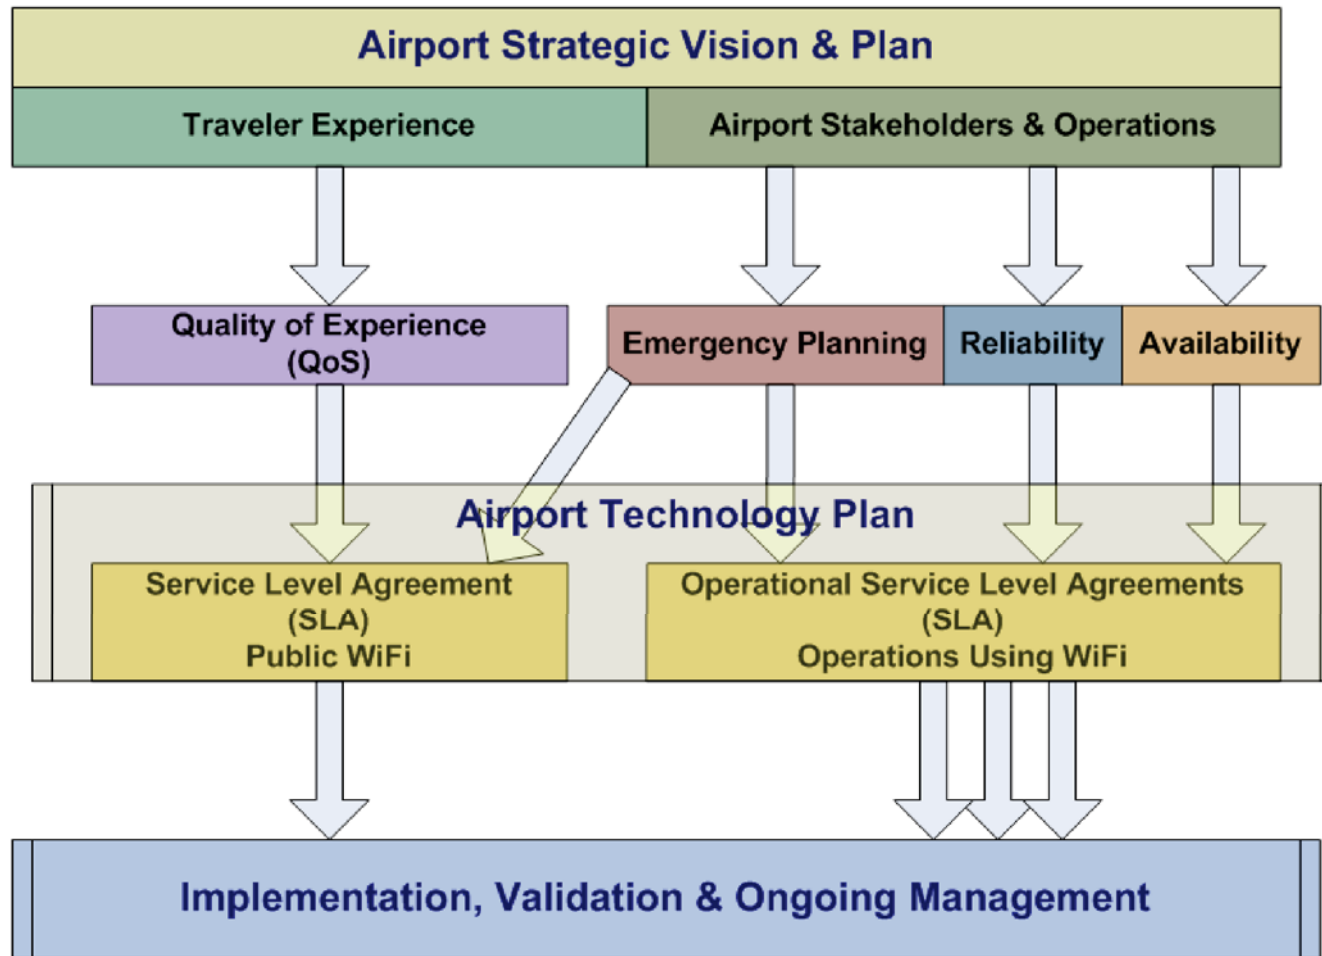 Airport Strategic Vision & Plan
Traveler Experience
Airport Stakeholders & Operations
Quality of Experience
(QoS)
Emergency Planning
Reliability
Availability
Airport Technology Plan
Service Level Agreement
(SLA)
Public WiFi
Operational Service Level Agreements
(SLA)
Operations Using WiFi
Implementation, Validation & Ongoing Management